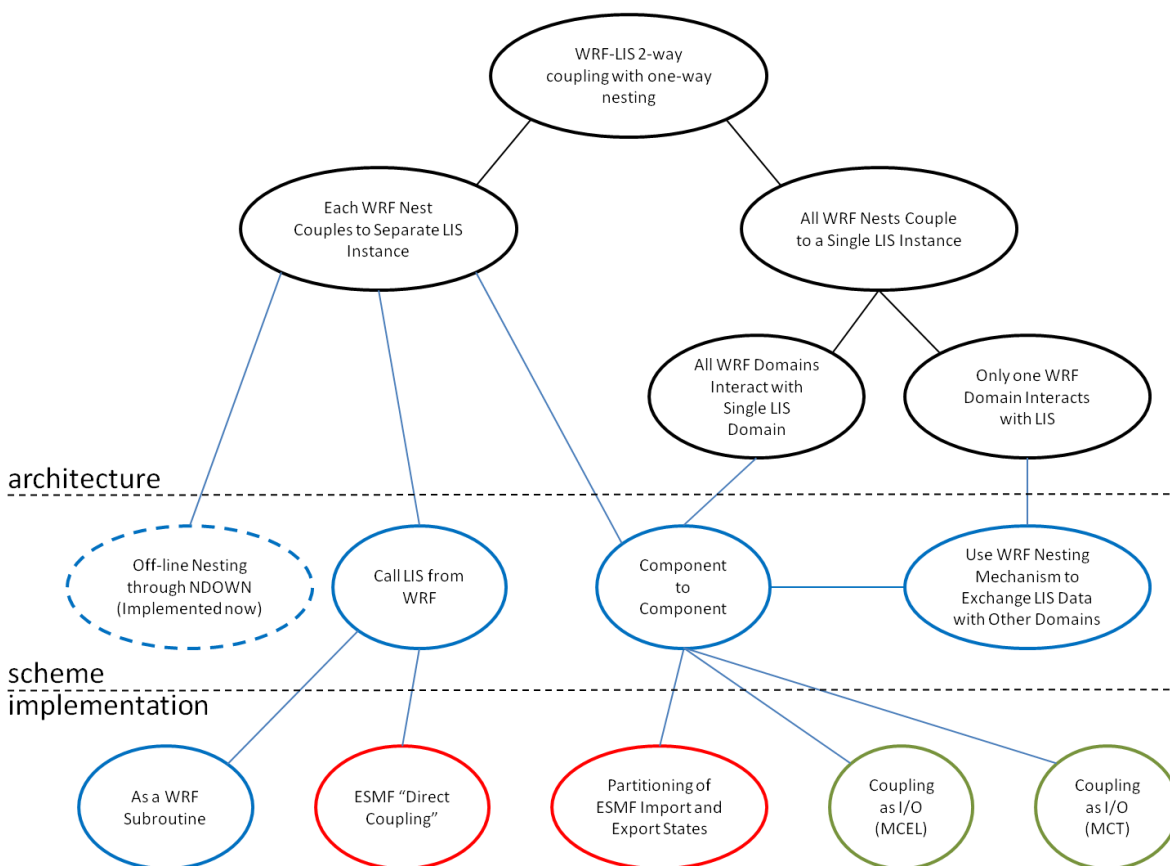 WRF-LIS 2-way
coupling with one-way
nesting
Each WRF Nest
Couples to Separate LIS
Instance
All WRF Nests Couple
to a Single LIS Instance
All WRF Domains
Interact with
Single LIS
Domain
Only one WRF
Domain Interacts
with LIS
architecture
Off-line Nesting
through NDOWN
(Implemented now)
Call LIS from
WRF
Component
to
Component
Use WRF Nesting
Mechanism to
Exchange LIS Data
with Other Domains
scheme
implementation
As a WRF
Subroutine
ESMF “Direct
Coupling”
Partitioning of
ESMF Import and
Export States
Coupling
as I/O
(MCEL)
Coupling
as I/O
(MCT)